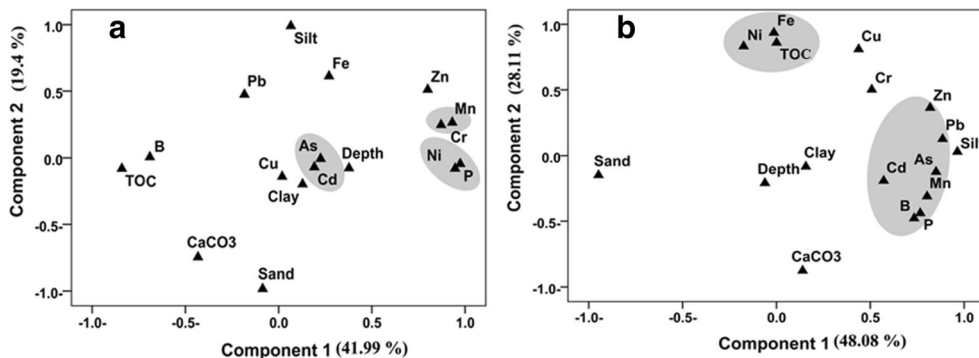 a
1.0-
0.5-
0.0-
0.5-
1.0-
Component 2 (19.4 %)
Silt
Fe
Pb
Zn
Mn
Cr
B
TOC
As
Depth
Cu
Cd
Clay
Ni
P
CaCO3
Sand
-1.0- -0.5- 0.0 0.5 1.0
Component 1 (41.99 %)
b
1.0-
0.5-
0.0-
0.5-
1.0-
Component 2 (28.11 %)
Fe
Ni
TOC
Cu
Cr
Zn
Pb
Sil
Sand
Clay
Depth
Cd
As
Mn
B
P
CaCO3
-1.0- -0.5- 0.0 0.5 1.0
Component 1 (48.08 %)